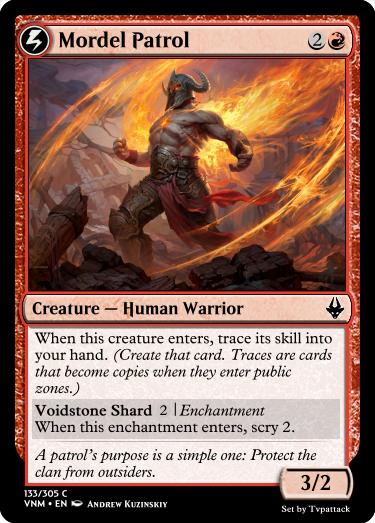 Mordel Patrol 2
Creature — Human Warrior
When this creature enters, trace its skill into
your hand. (Create that card. Traces are cards
that become copies when they enter public
zones.)
Voidstone Shard 2 | Enchantment
When this enchantment enters, scry 2.
A patrol's purpose is a simple one: Protect the
clan from outsiders.
3/2
133/305 C
VNM • EN Andrew Kuzinskiy
Set by Tvpattack